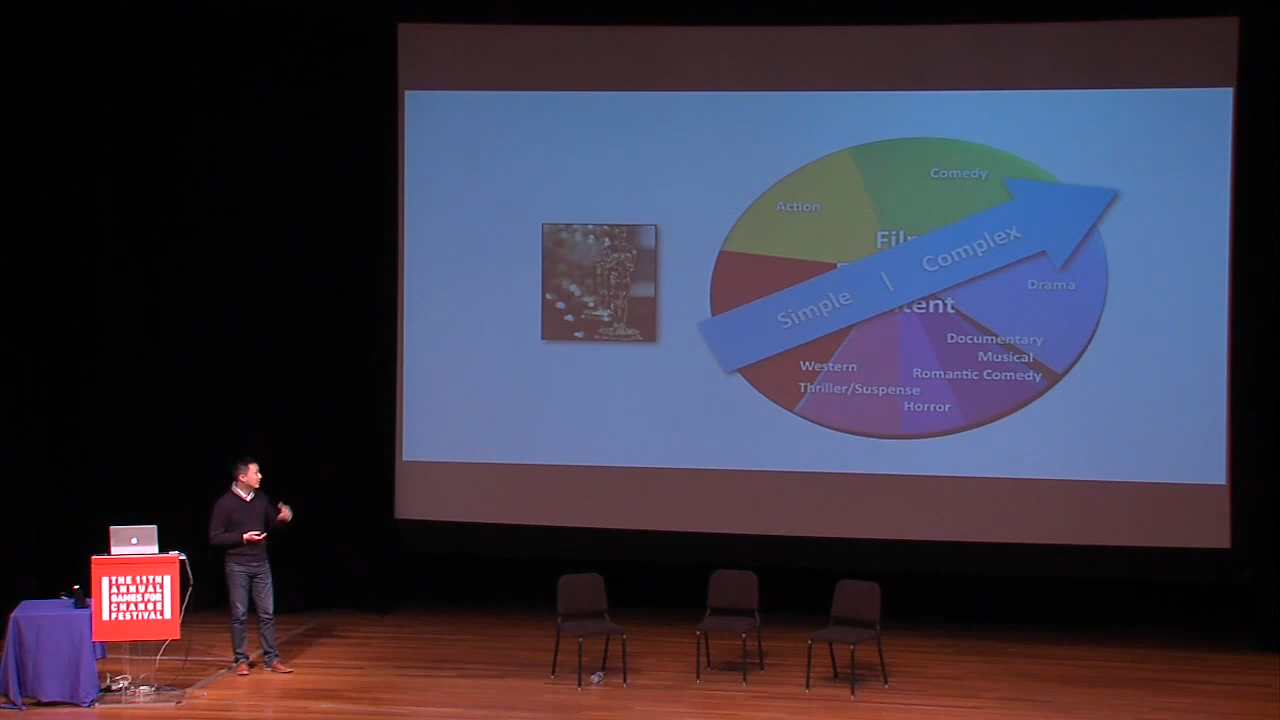 Comedy
Action
Simple | Complex
Drama
Documentary
Musical
Western
Romantic Comedy
Thriller/Suspense
Horror
THE 11TH
ANNUAL
GAMES FOR
CHANGE
FESTIVAL